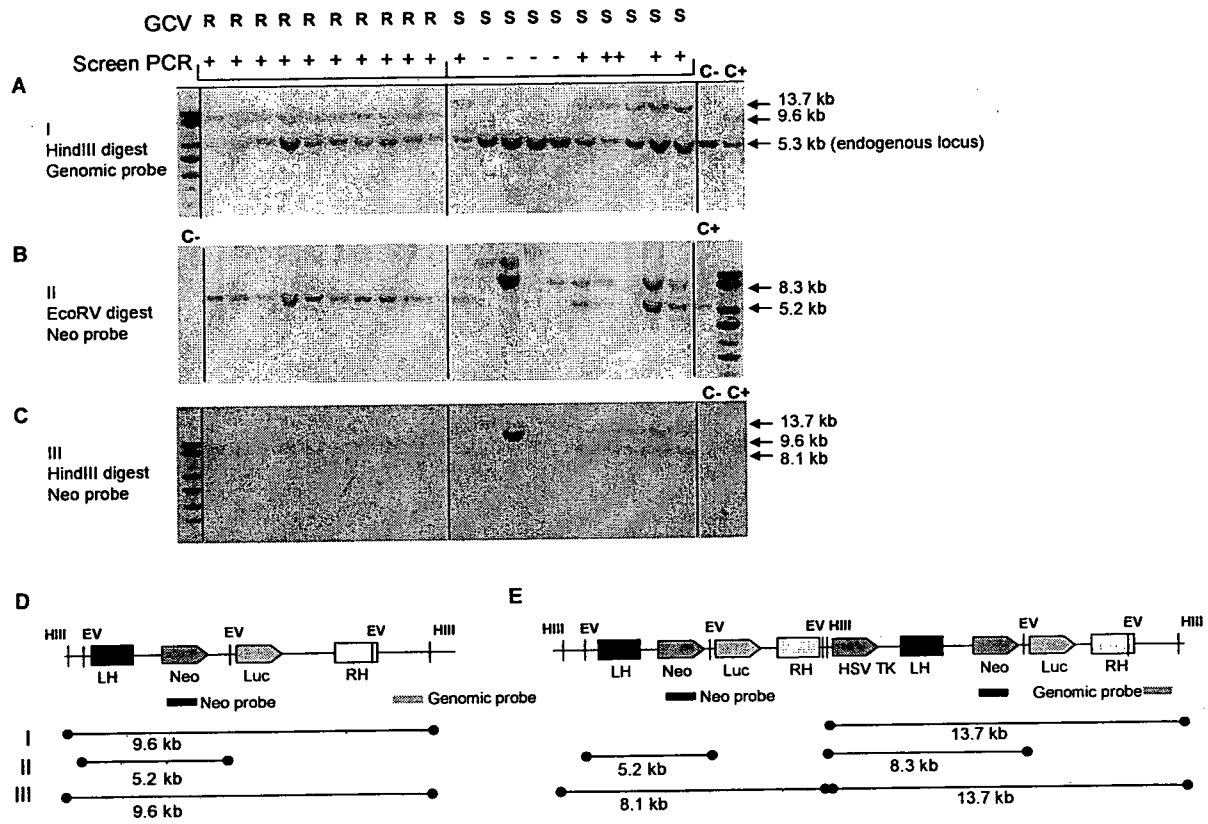 GCV R R R R R R R R R R S S S S S S S S S S
Screen PCR + + + + + + + + + + + - - - - + ++ + +
C- C+
A
I
HindIII digest
Genomic probe
13.7 kb
9.6 kb
5.3 kb (endogenous locus)
C- C+
B
II
EcoRV digest
Neo probe
8.3 kb
5.2 kb
C- C+
C
III
HindIII digest
Neo probe
13.7 kb
9.6 kb
8.1 kb
D
HIII EV EV EV HIII
LH Neo Luc RH
Neo probe Genomic probe
I 9.6 kb
II 5.2 kb
III 9.6 kb
E
HIII EV EV EV HIII EV EV HIII
LH Neo Luc RH HSV TK LH Neo Luc RH
Neo probe Genomic probe
13.7 kb
5.2 kb 8.3 kb
8.1 kb 13.7 kb